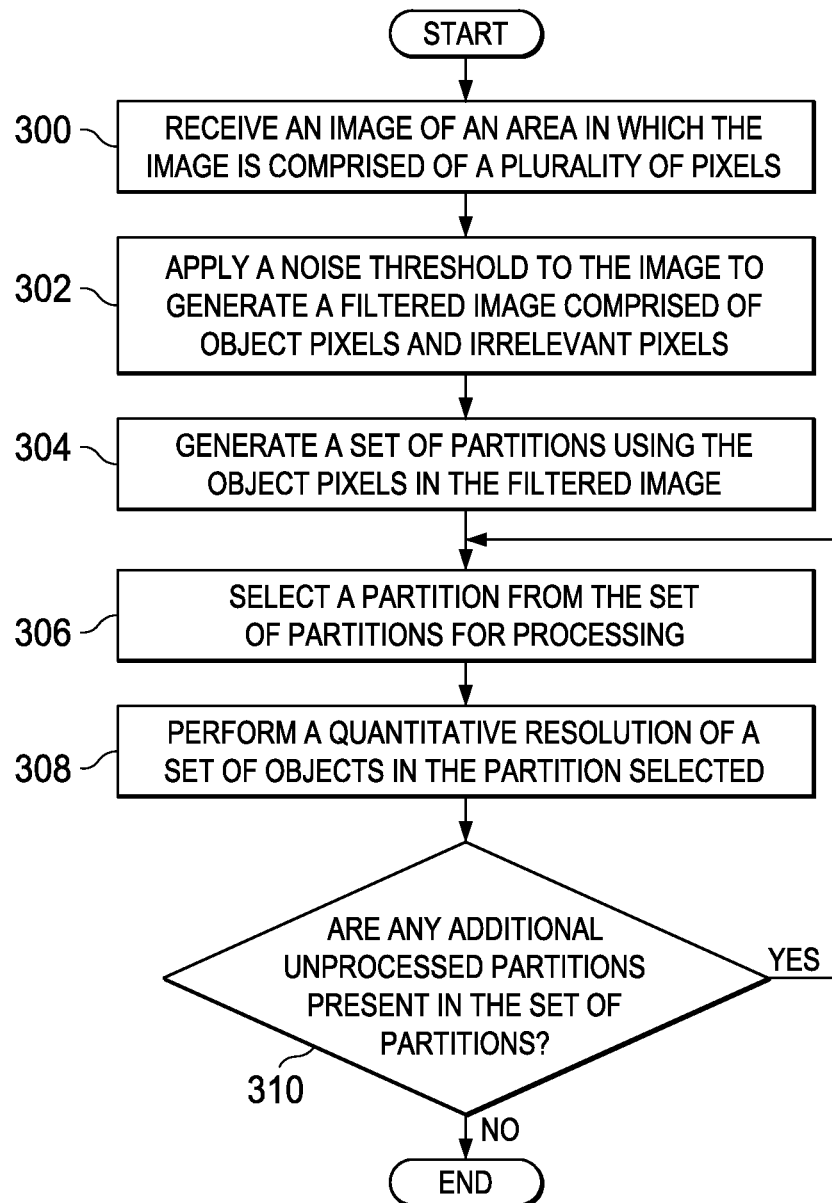 START
300
RECEIVE AN IMAGE OF AN AREA IN WHICH THE
IMAGE IS COMPRISED OF A PLURALITY OF PIXELS
302
APPLY A NOISE THRESHOLD TO THE IMAGE TO
GENERATE A FILTERED IMAGE COMPRISED OF
OBJECT PIXELS AND IRRELEVANT PIXELS
304
GENERATE A SET OF PARTITIONS USING THE
OBJECT PIXELS IN THE FILTERED IMAGE
306
SELECT A PARTITION FROM THE SET
OF PARTITIONS FOR PROCESSING
308
PERFORM A QUANTITATIVE RESOLUTION OF A
SET OF OBJECTS IN THE PARTITION SELECTED
ARE ANY ADDITIONAL
UNPROCESSED PARTITIONS
PRESENT IN THE SET OF
PARTITIONS?
YES
310
NO
END